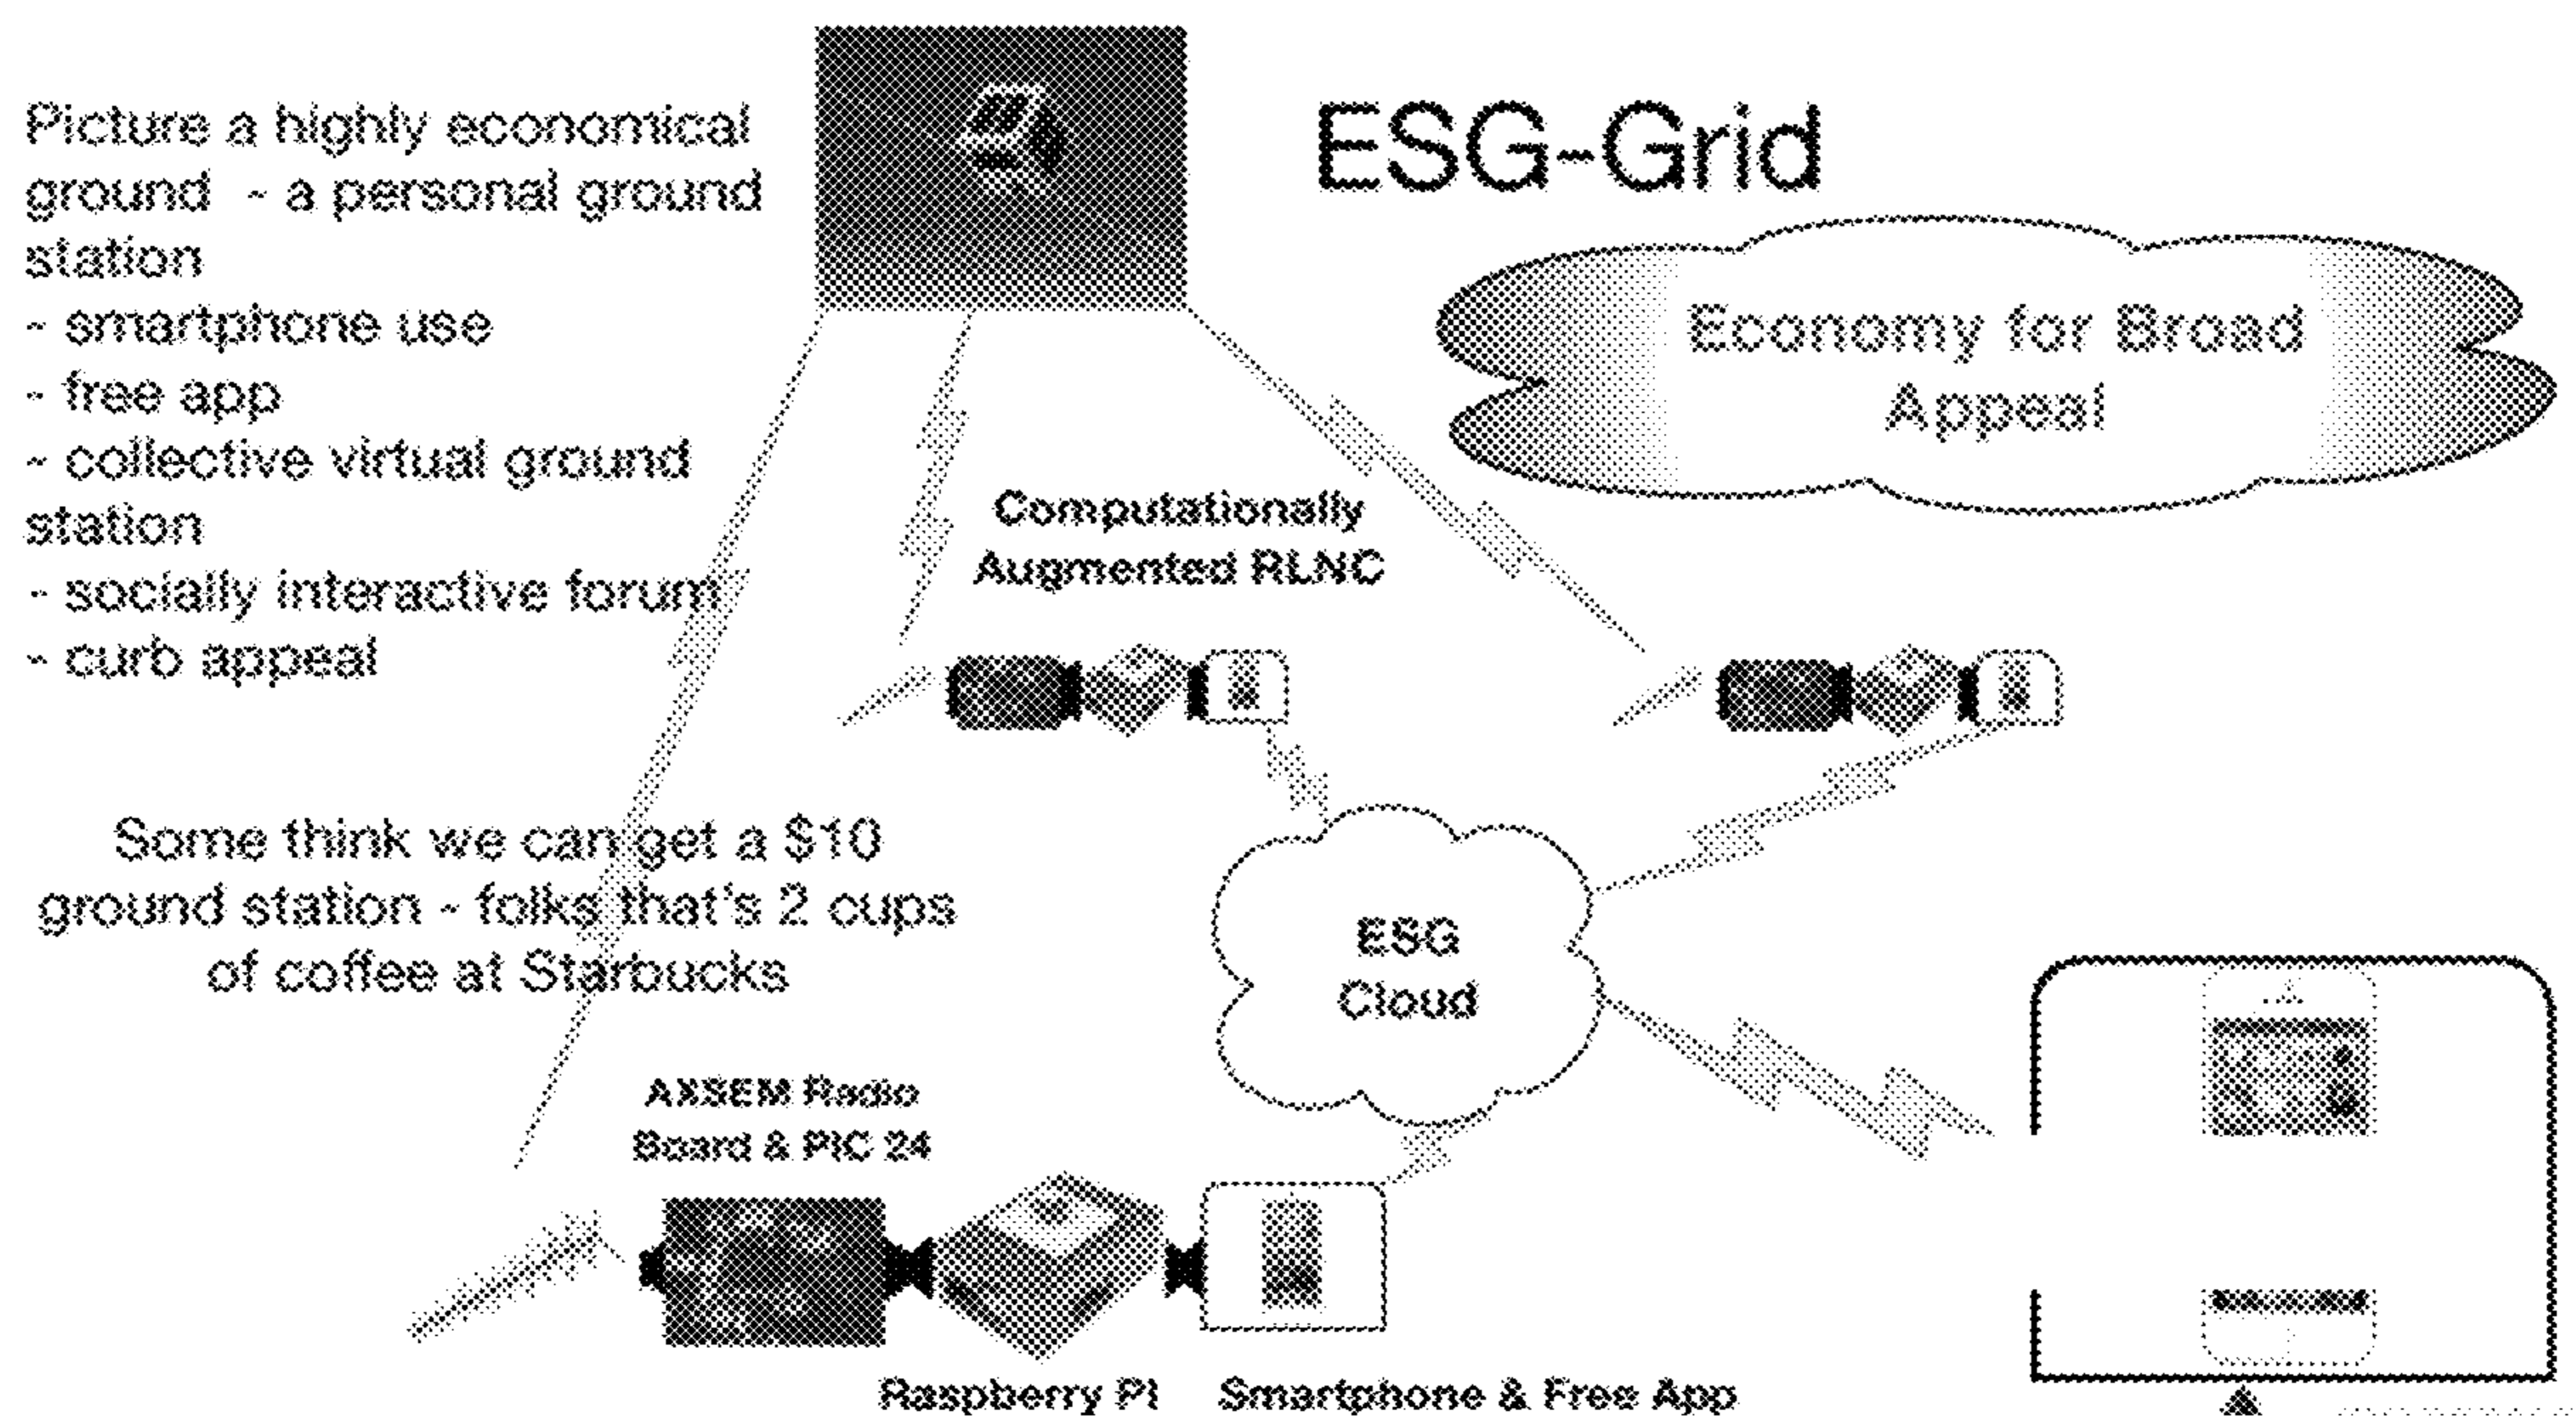 Picture a highly economical
ground - a personal ground
station
- smartphone use
- free app
- collective virtual ground
station
- socially interactive forum
- curb appeal
Some think we can get a $10
ground station - folks that's 2 cups
of coffee at Starbucks
ESG-Grid
Economy for Broad
Appeal
Computationally
Augmented RLNC
ESG
Cloud
AXSEM Radio
Board & PIC 24
Raspberry PI
Smartphone & Free App